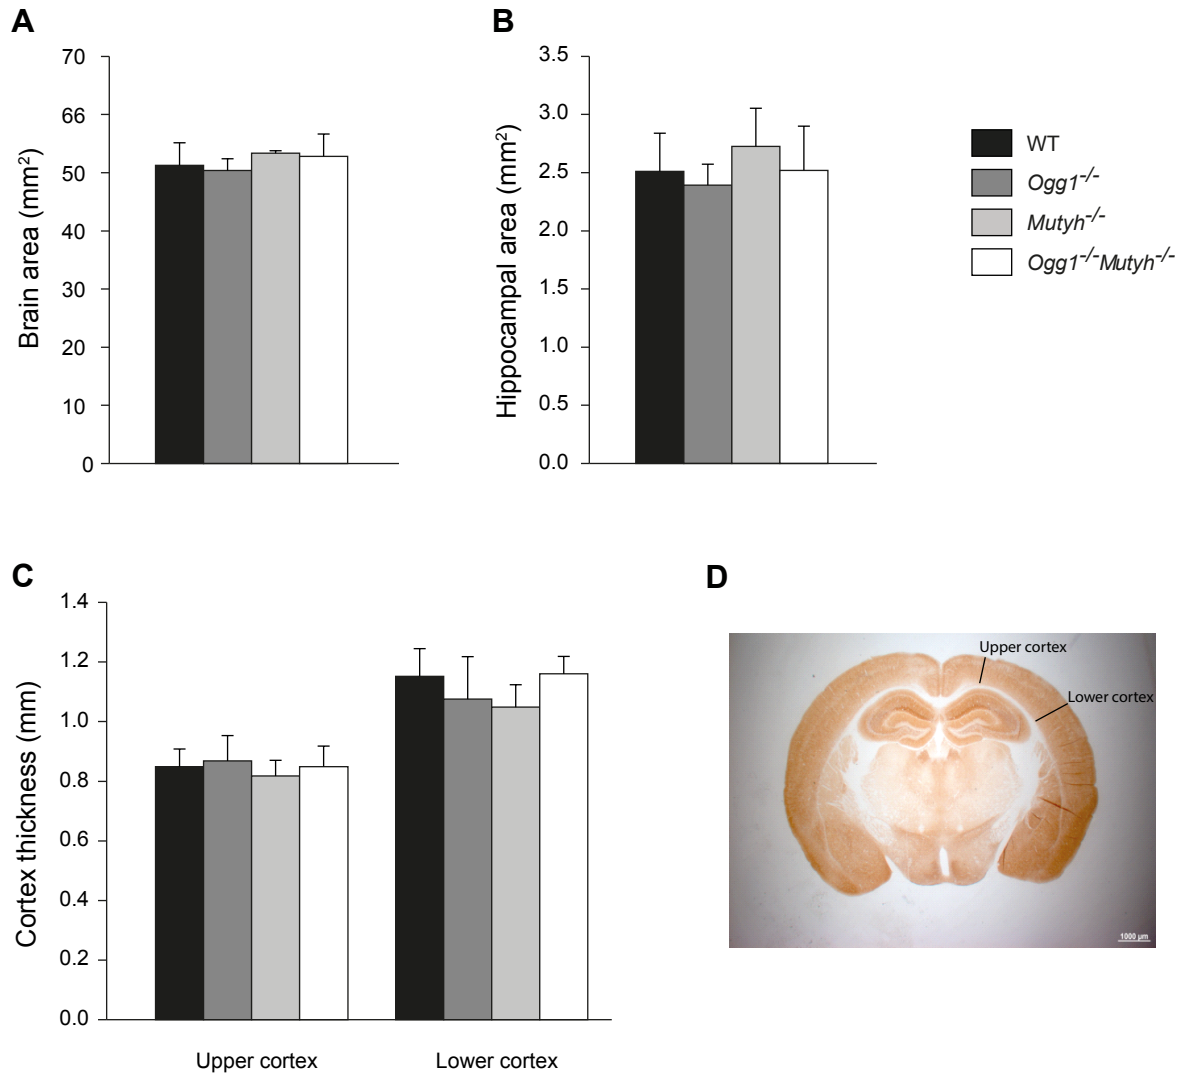 A
70
66
50
40
30
20
10
0
Brain area (mm²)
B
3.5
3.0
2.5
2.0
1.5
1.0
0.5
0.0
Hippocampal area (mm²)
WT
Ogg1-/-
Mutyh-/-
Ogg1-/-Mutyh-/-
C
1.4
1.2
1.0
0.8
0.6
0.4
0.2
0.0
Cortex thickness (mm)
Upper cortex
Lower cortex
D
Upper cortex
Lower cortex
1000 µm